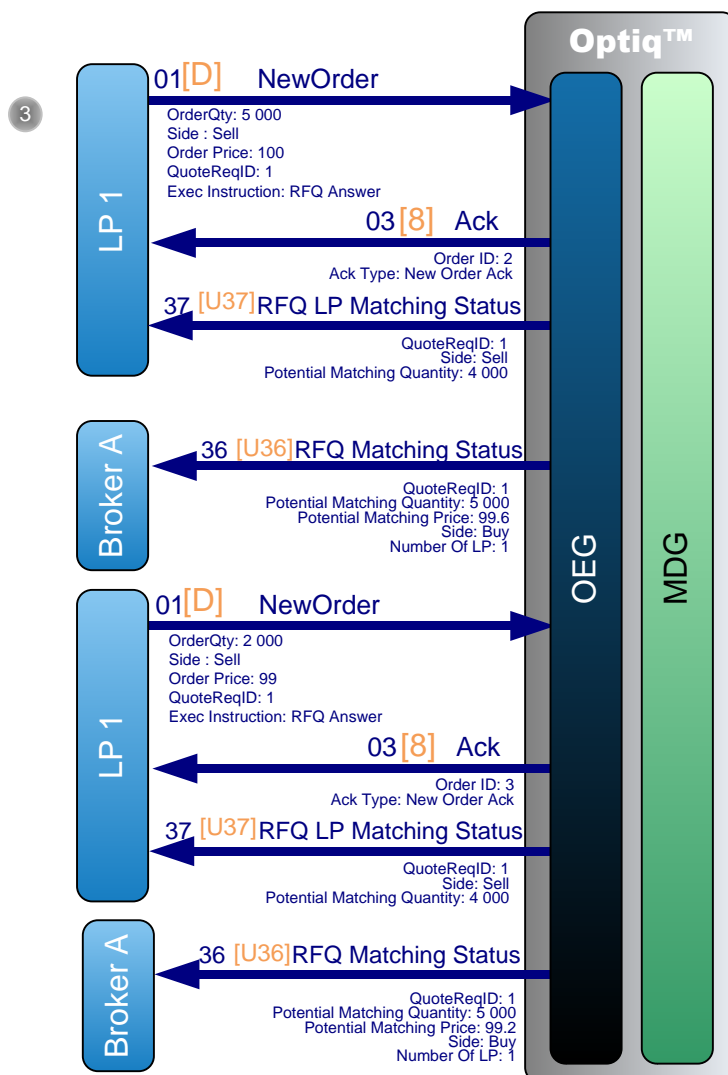 Optiq™
3
LP 1
01[D] NewOrder
OrderQty: 5 000
Side : Sell
Order Price: 100
QuoteReqID: 1
Exec Instruction: RFQ Answer
03[8] Ack
Order ID: 2
Ack Type: New Order Ack
37 [U37]RFQ LP Matching Status
QuoteReqID: 1
Side: Sell
Potential Matching Quantity: 4 000
Broker A
36 [U36]RFQ Matching Status
QuoteReqID: 1
Potential Matching Quantity: 5 000
Potential Matching Price: 99.6
Side: Buy
Number Of LP: 1
OEG
MDG
LP 1
01[D] NewOrder
OrderQty: 2 000
Side : Sell
Order Price: 99
QuoteReqID: 1
Exec Instruction: RFQ Answer
03[8] Ack
Order ID: 3
Ack Type: New Order Ack
37 [U37]RFQ LP Matching Status
QuoteReqID: 1
Side: Sell
Potential Matching Quantity: 4 000
Broker A
36 [U36]RFQ Matching Status
QuoteReqID: 1
Potential Matching Quantity: 5 000
Potential Matching Price: 99.2
Side: Buy
Number Of LP: 1